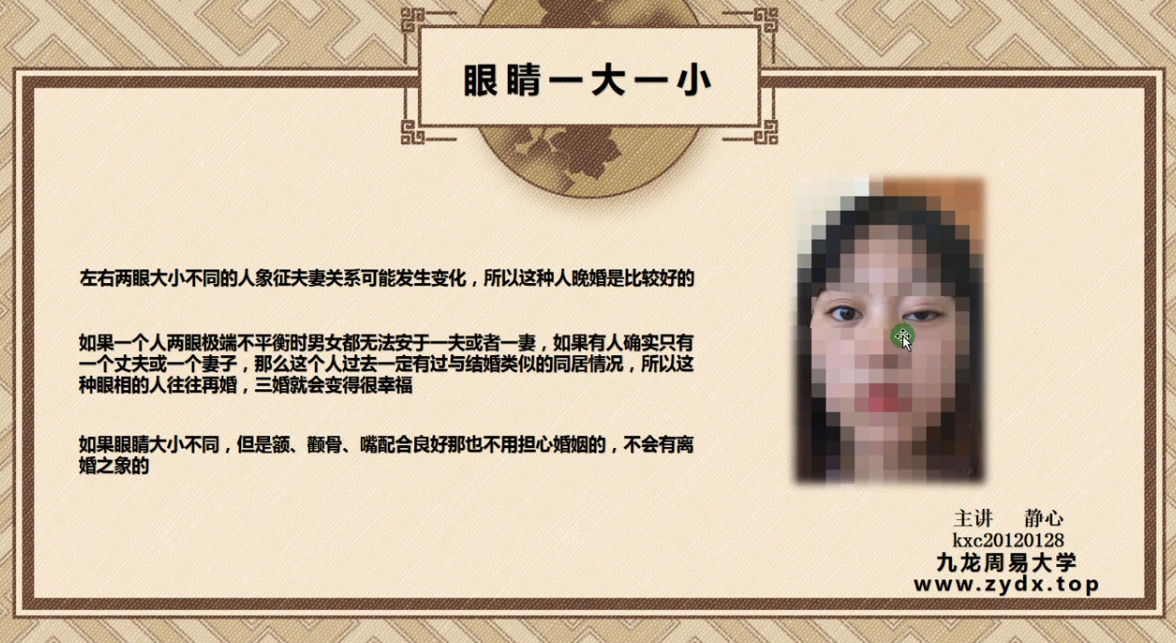 眼睛一大一小
左右两眼大小不同的人象征夫妻关系可能发生变化，所以这种人晚婚是比较好的
如果一个人两眼极端不平衡时男女都无法安于一夫或者一妻，如果有人确实只有
一个丈夫或一个妻子，那么这个人过去一定有过与结婚类似的同居情况，所以这
种眼相的人往往再婚，三婚就会变得很幸福
如果眼睛大小不同，但是额、颧骨、嘴配合良好那也不用担心婚姻的，不会有离
婚之象的
主讲 静心
kxc20120128
九龙周易大学
www.zydx.top